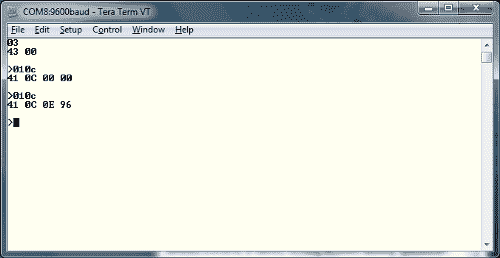 COM8:9600baud - Tera Term VT
File Edit Setup Control Window Help
03
43 00
>010c
41 0C 00 00
>010c
41 0C 0E 96
>